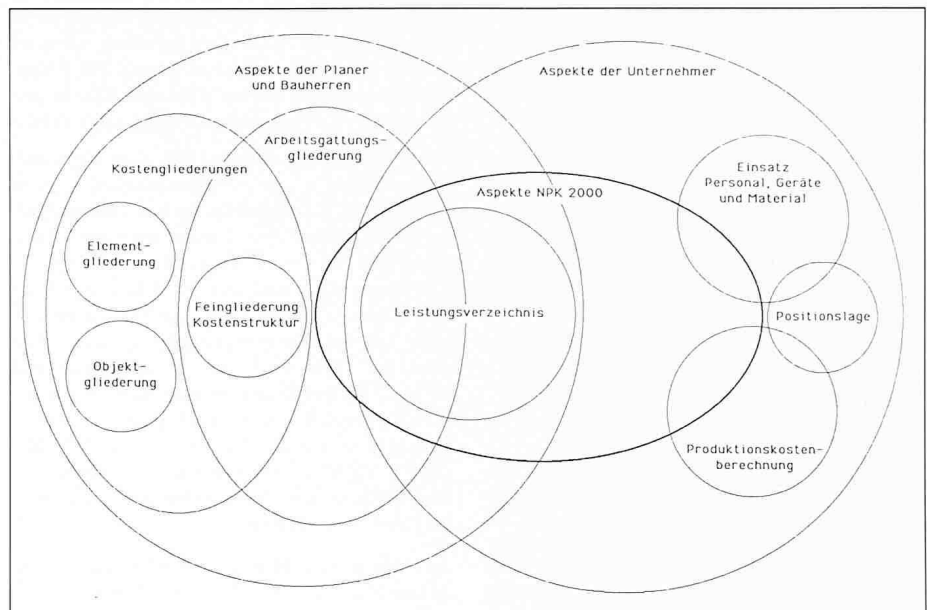 Aspekte der Planer
und Bauherren
Aspekte der Unternehmer
Arbeitsgattungs-
gliederung
Kostengliederungen
Einsatz
Personal, Geräte
und Material
Aspekte NPK 2000
Element-
gliederung
Feingliederung
Kostenstruktur
Leistungsverzeichnis
Positionslage
Objekt-
gliederung
Produktionskosten-
berechnung